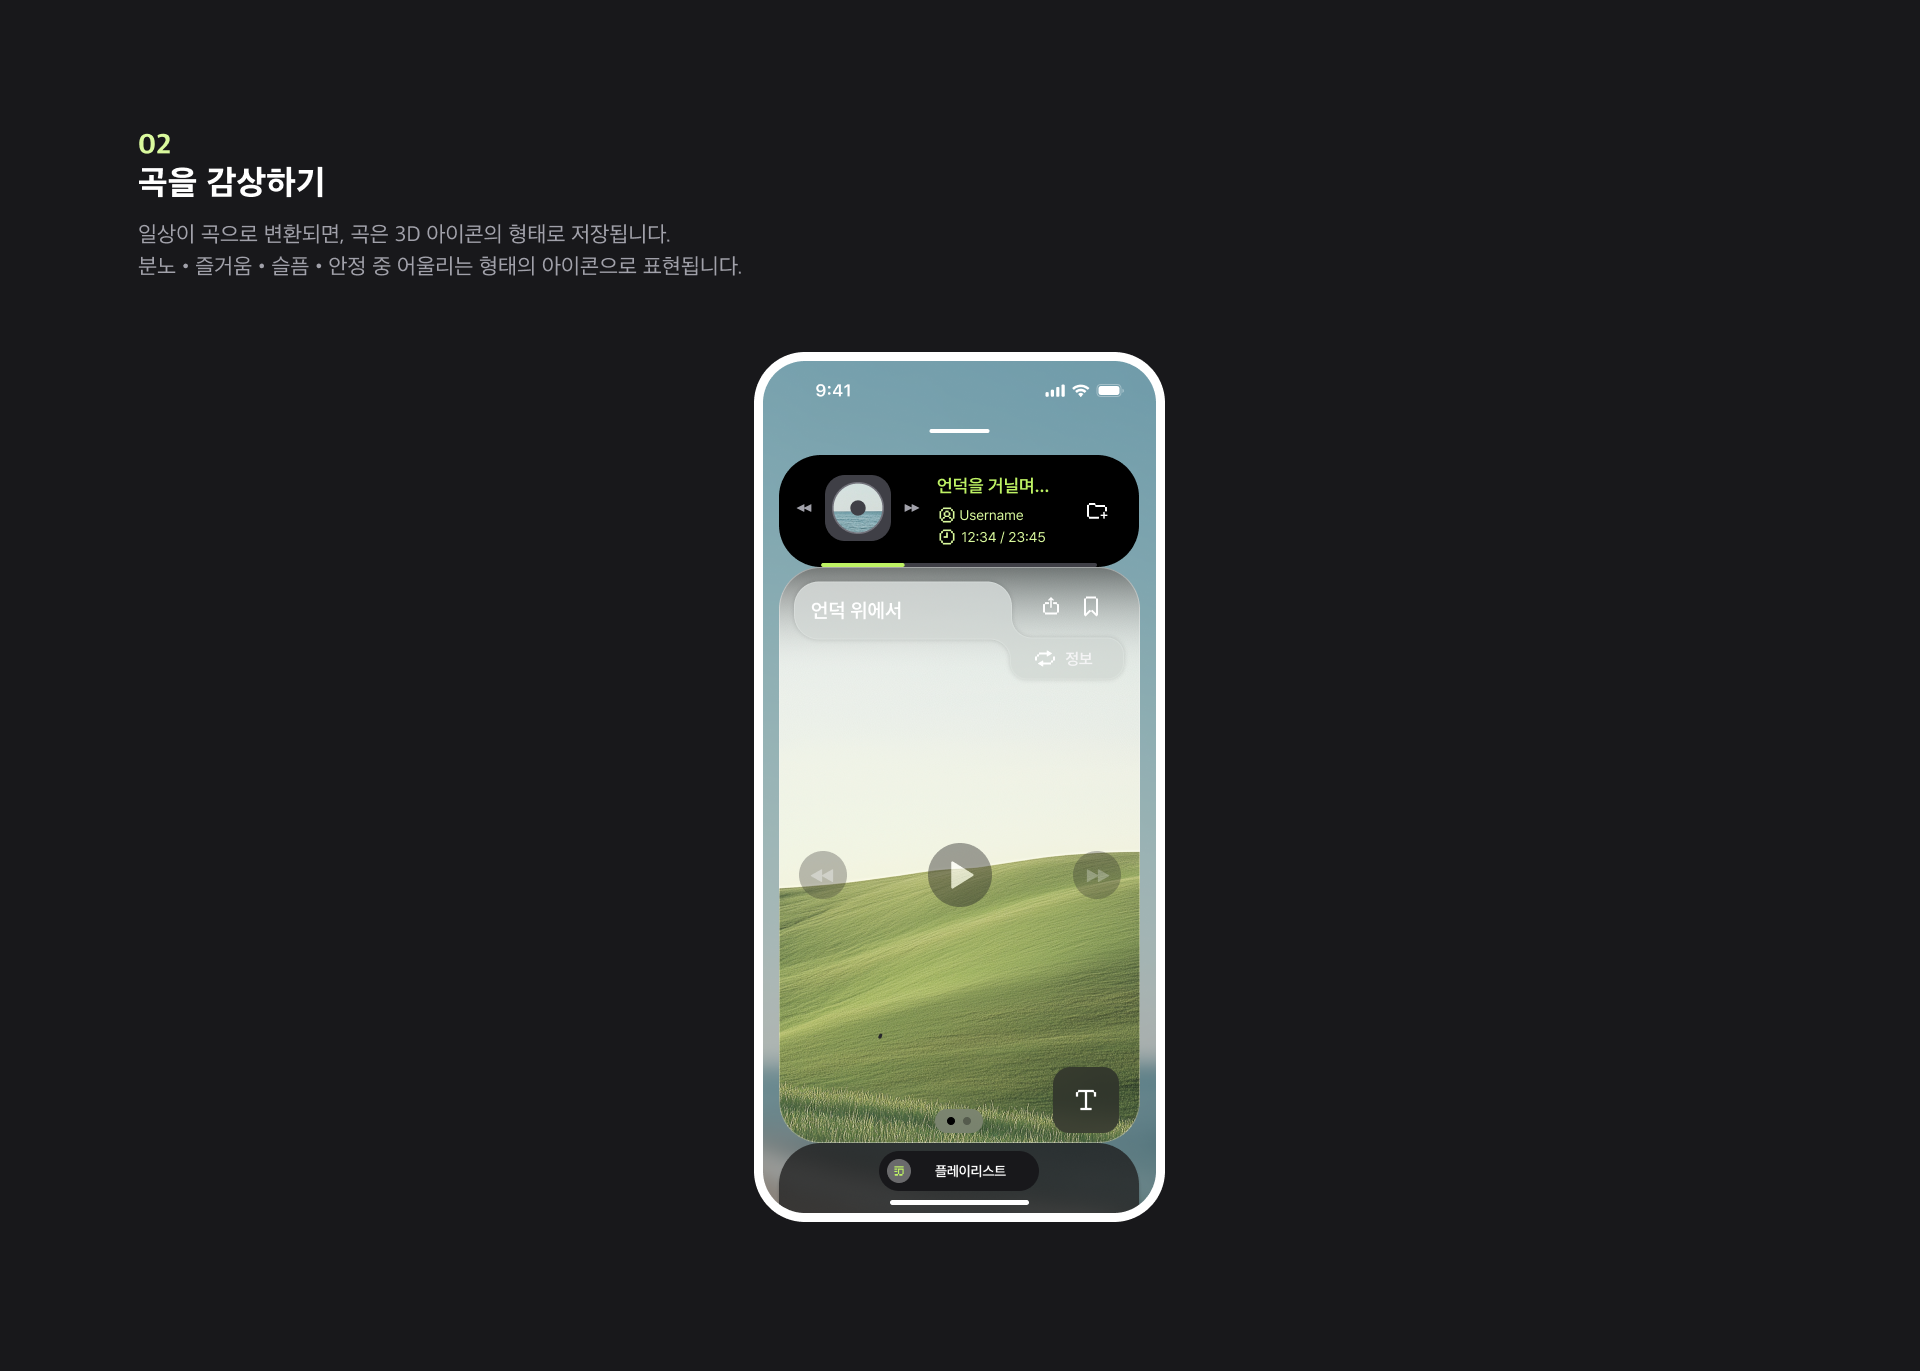 02
곡을 감상하기
일상이 곡으로 변환되면, 곡은 3D 아이콘의 형태로 저장됩니다.
분노 • 즐거움 • 슬픔 • 안정 중 어울리는 형태의 아이콘으로 표현됩니다.
9:41
언덕을 거닐며...
Username
12:34 / 23:45
언덕 위에서
정보
플레이리스트